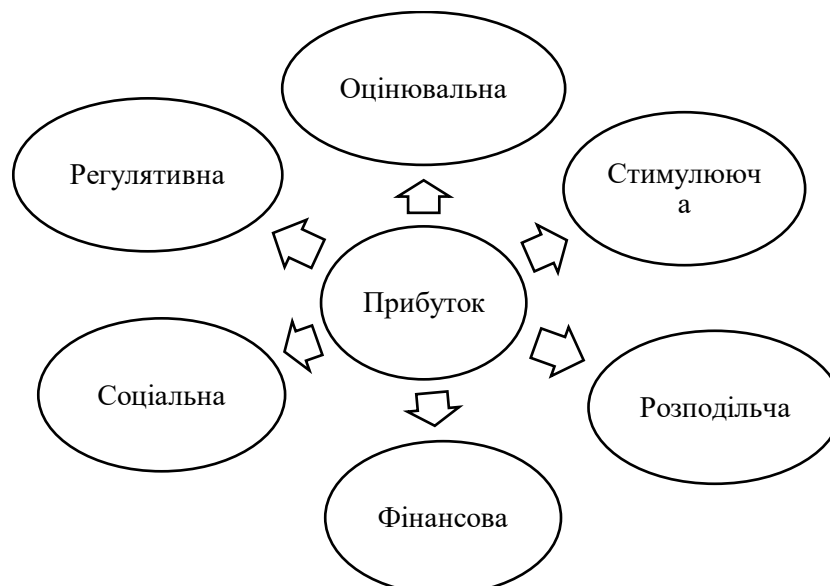 Оцінювальна
Регулятивна
Стимулююч
а
Прибуток
Соціальна
Розподільча
Фінансова